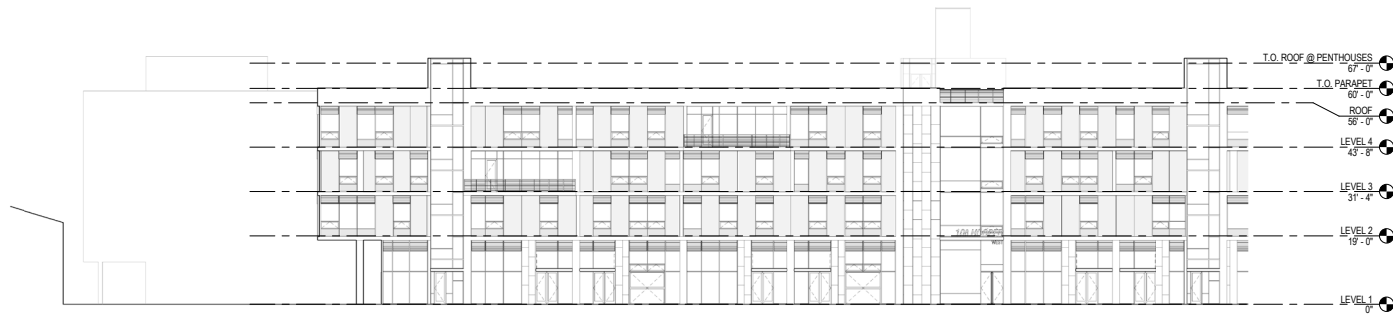 T.O. ROOF @ PENTHOUSES
67' - 0"
T.O. PARAPET
60' - 0"
ROOF
56' - 0"
LEVEL 4
43' - 8"
LEVEL 3
31' - 4"
LEVEL 2
19' - 0"
WEST
LEVEL 1
0"